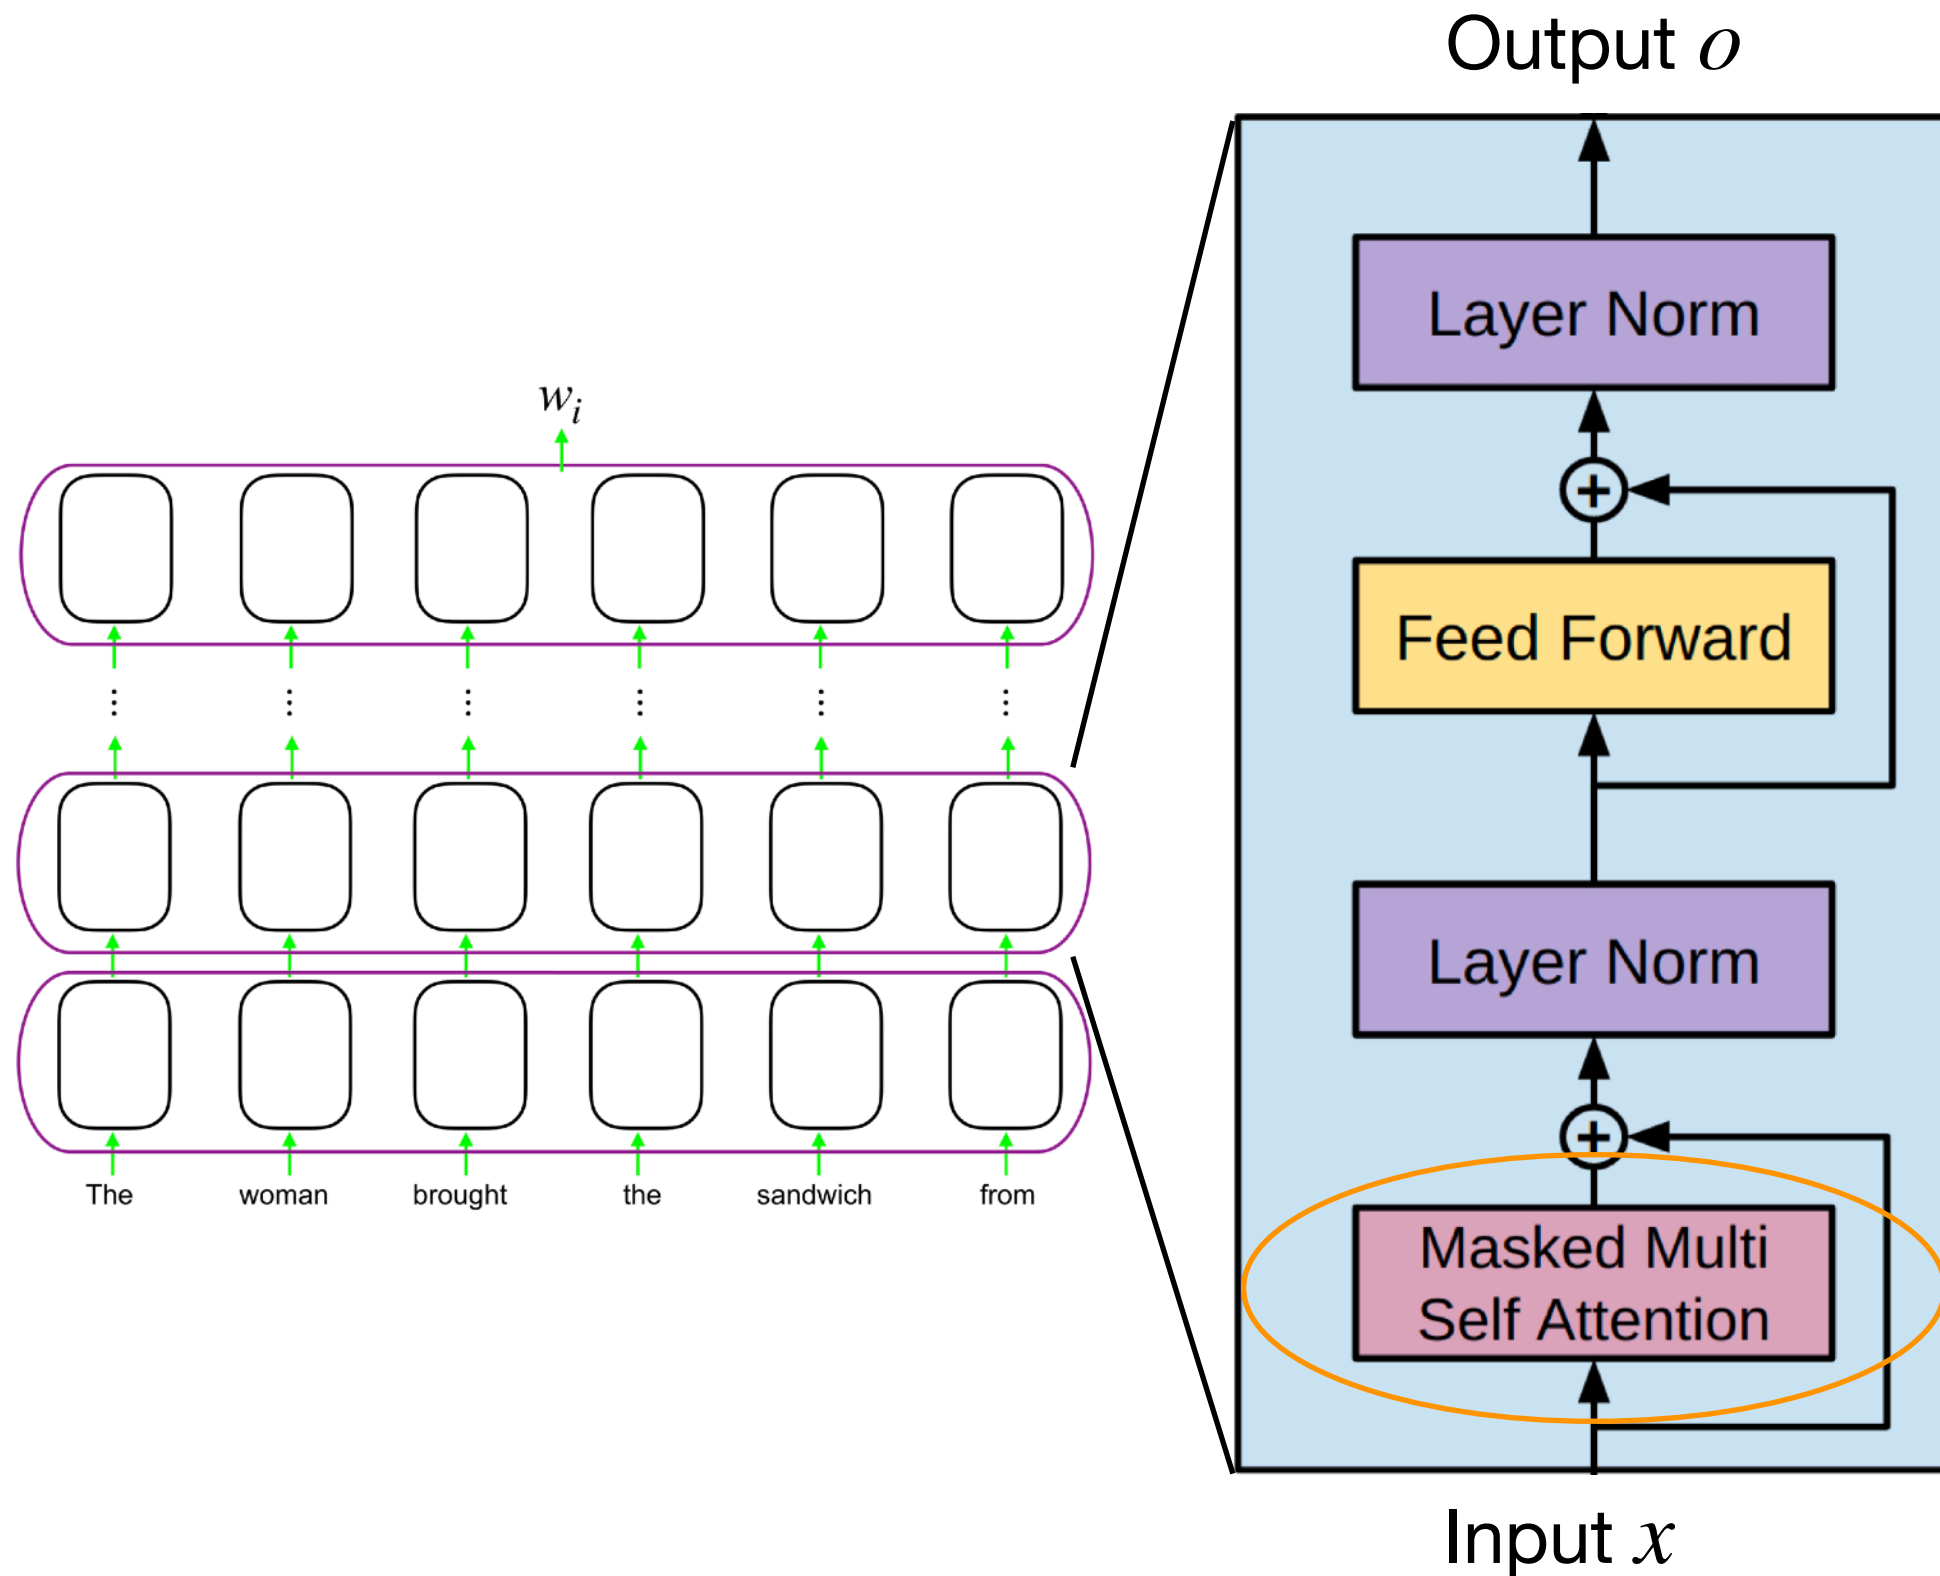 Output o
Layer Norm
+
Feed Forward
Layer Norm
+
Masked Multi
Self Attention
Input x
w_i
The woman brought the sandwich from